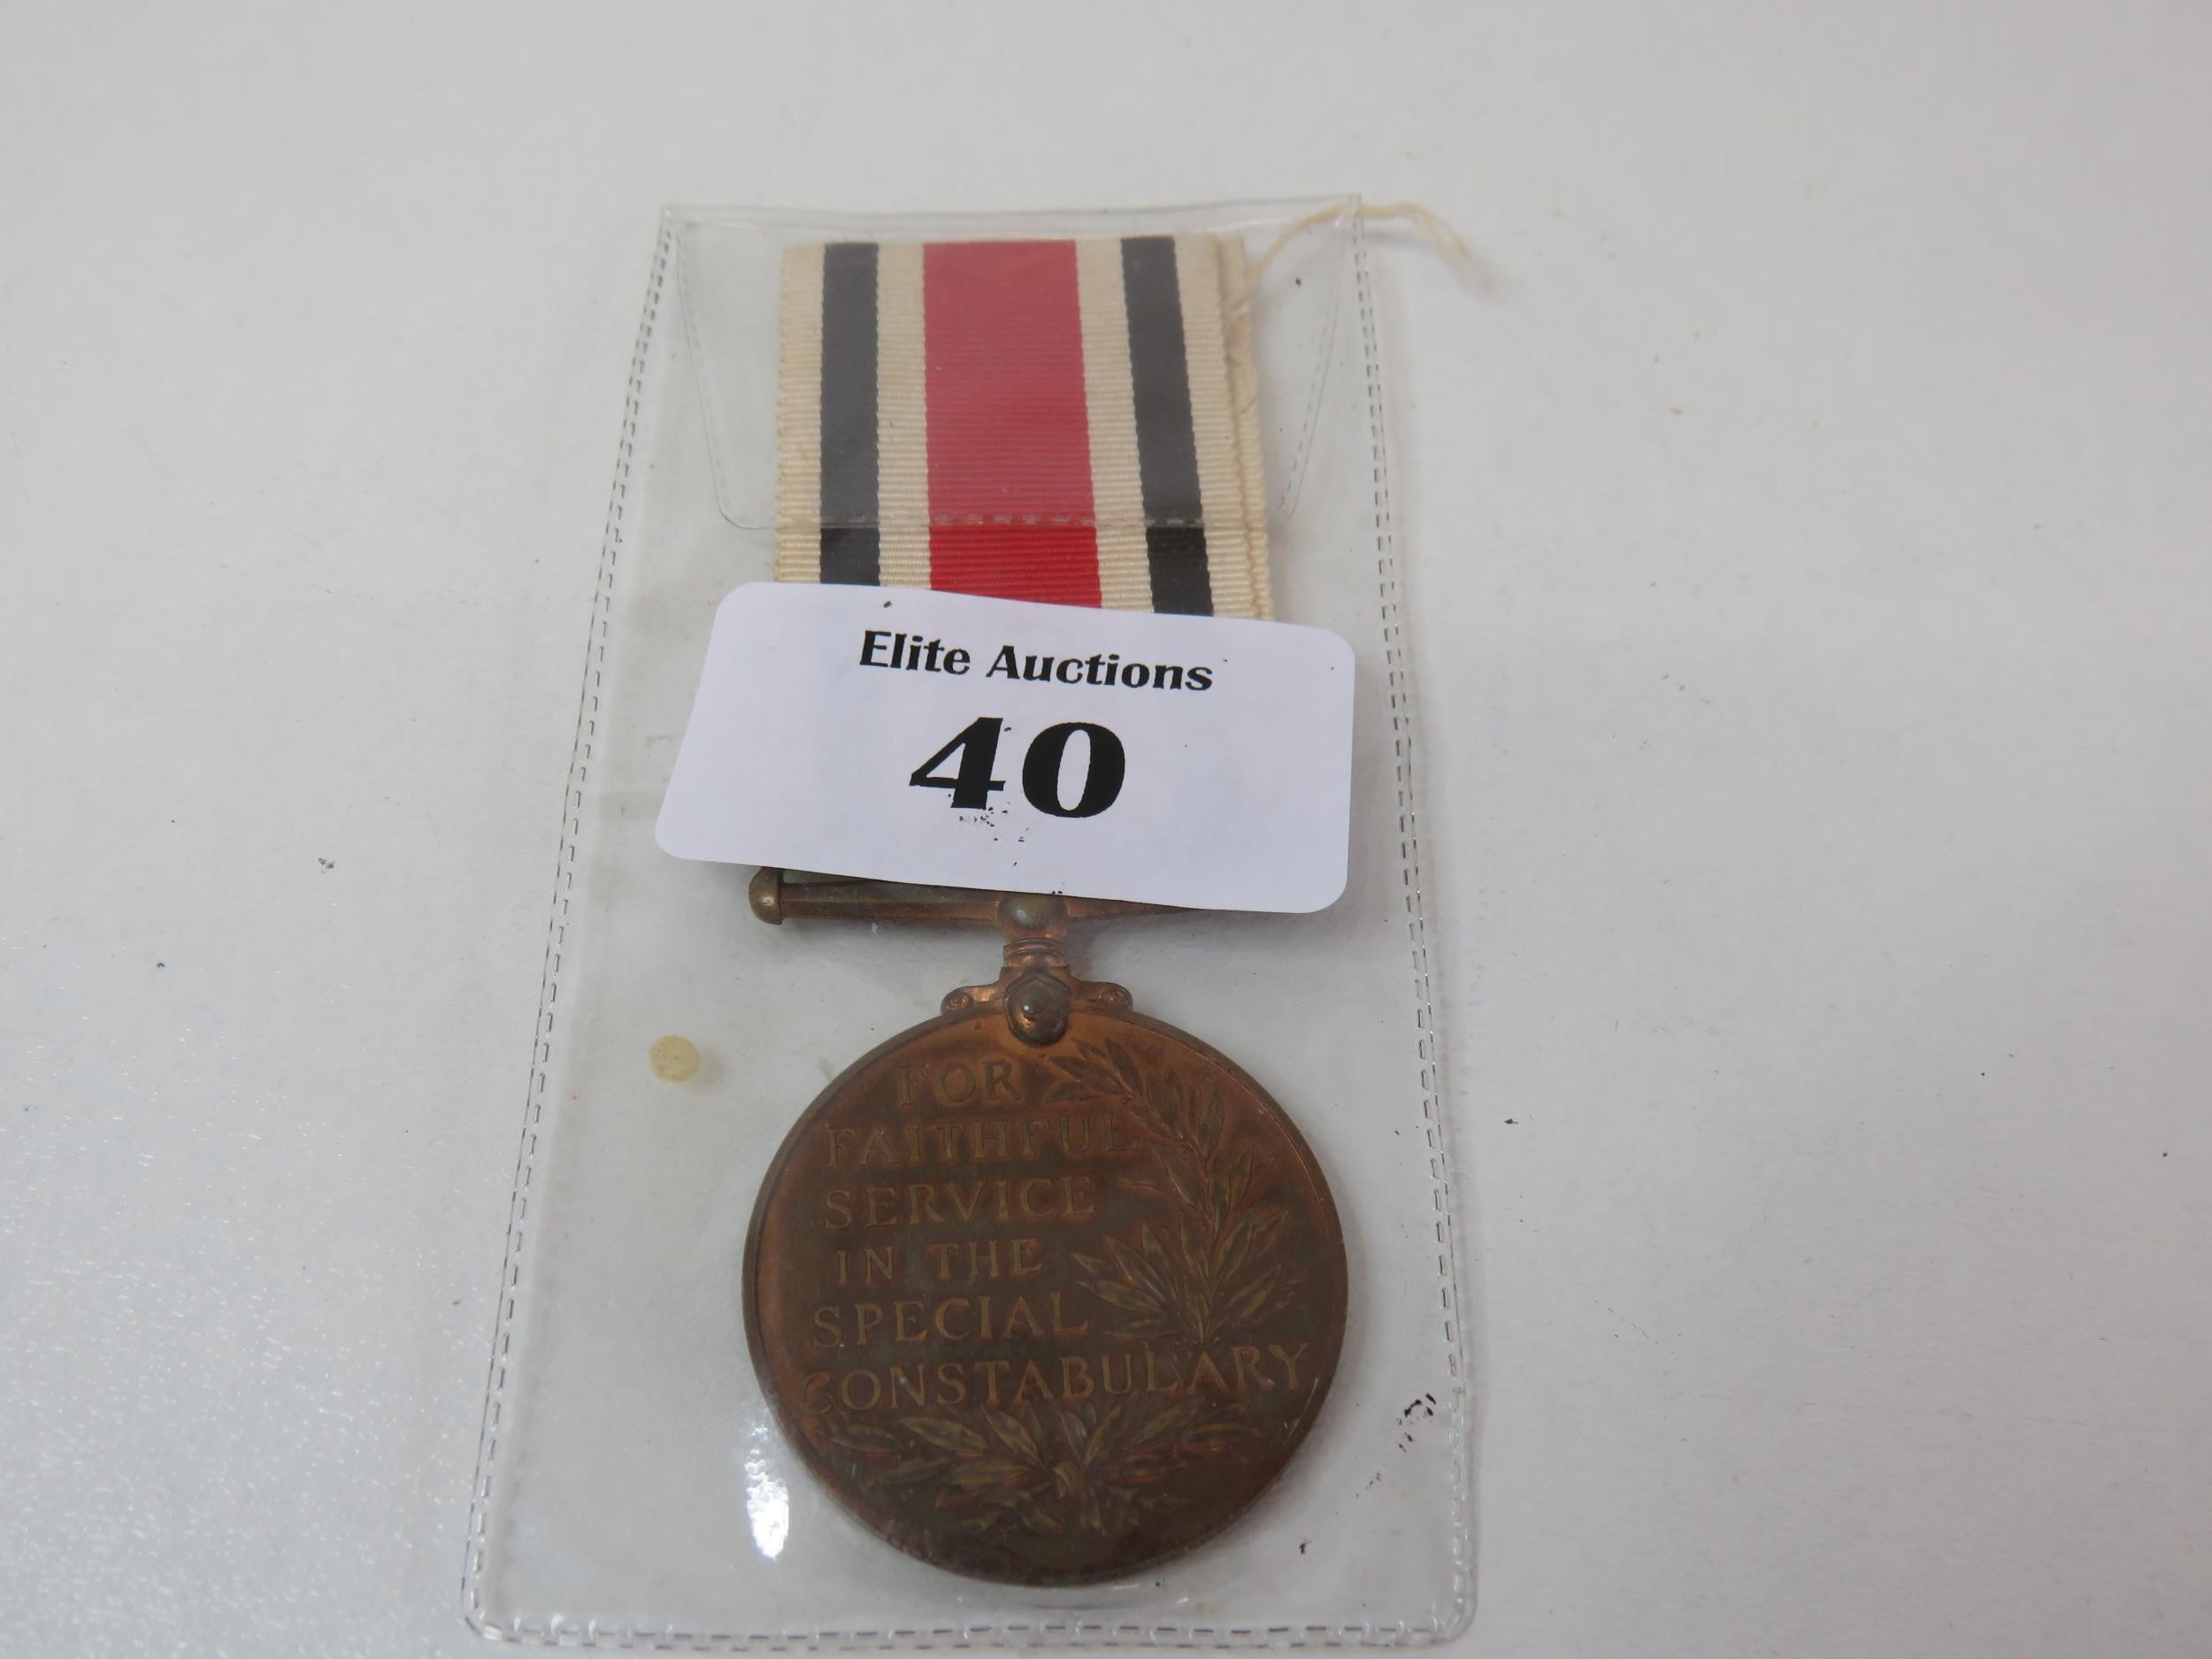 Elite Auctions
40
FOR
FAITHFUL
SERVICE
IN THE
SPECIAL
CONSTABULARY